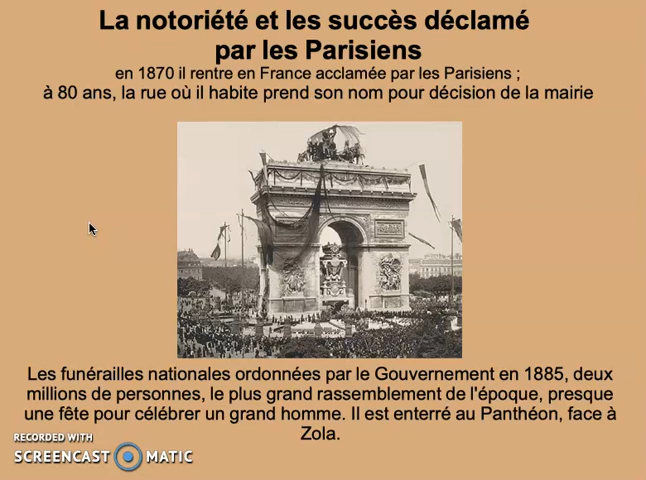 La notoriété et les succès déclamé
par les Parisiens
en 1870 il rentre en France acclamée par les Parisiens ;
à 80 ans, la rue où il habite prend son nom pour décision de la mairie
Les funérailles nationales ordonnées par le Gouvernement en 1885, deux
millions de personnes, le plus grand rassemblement de l'époque, presque
une fête pour célébrer un grand homme. Il est enterré au Panthéon, face à
Zola.
RECORDED WITH
SCREENCAST MATIC